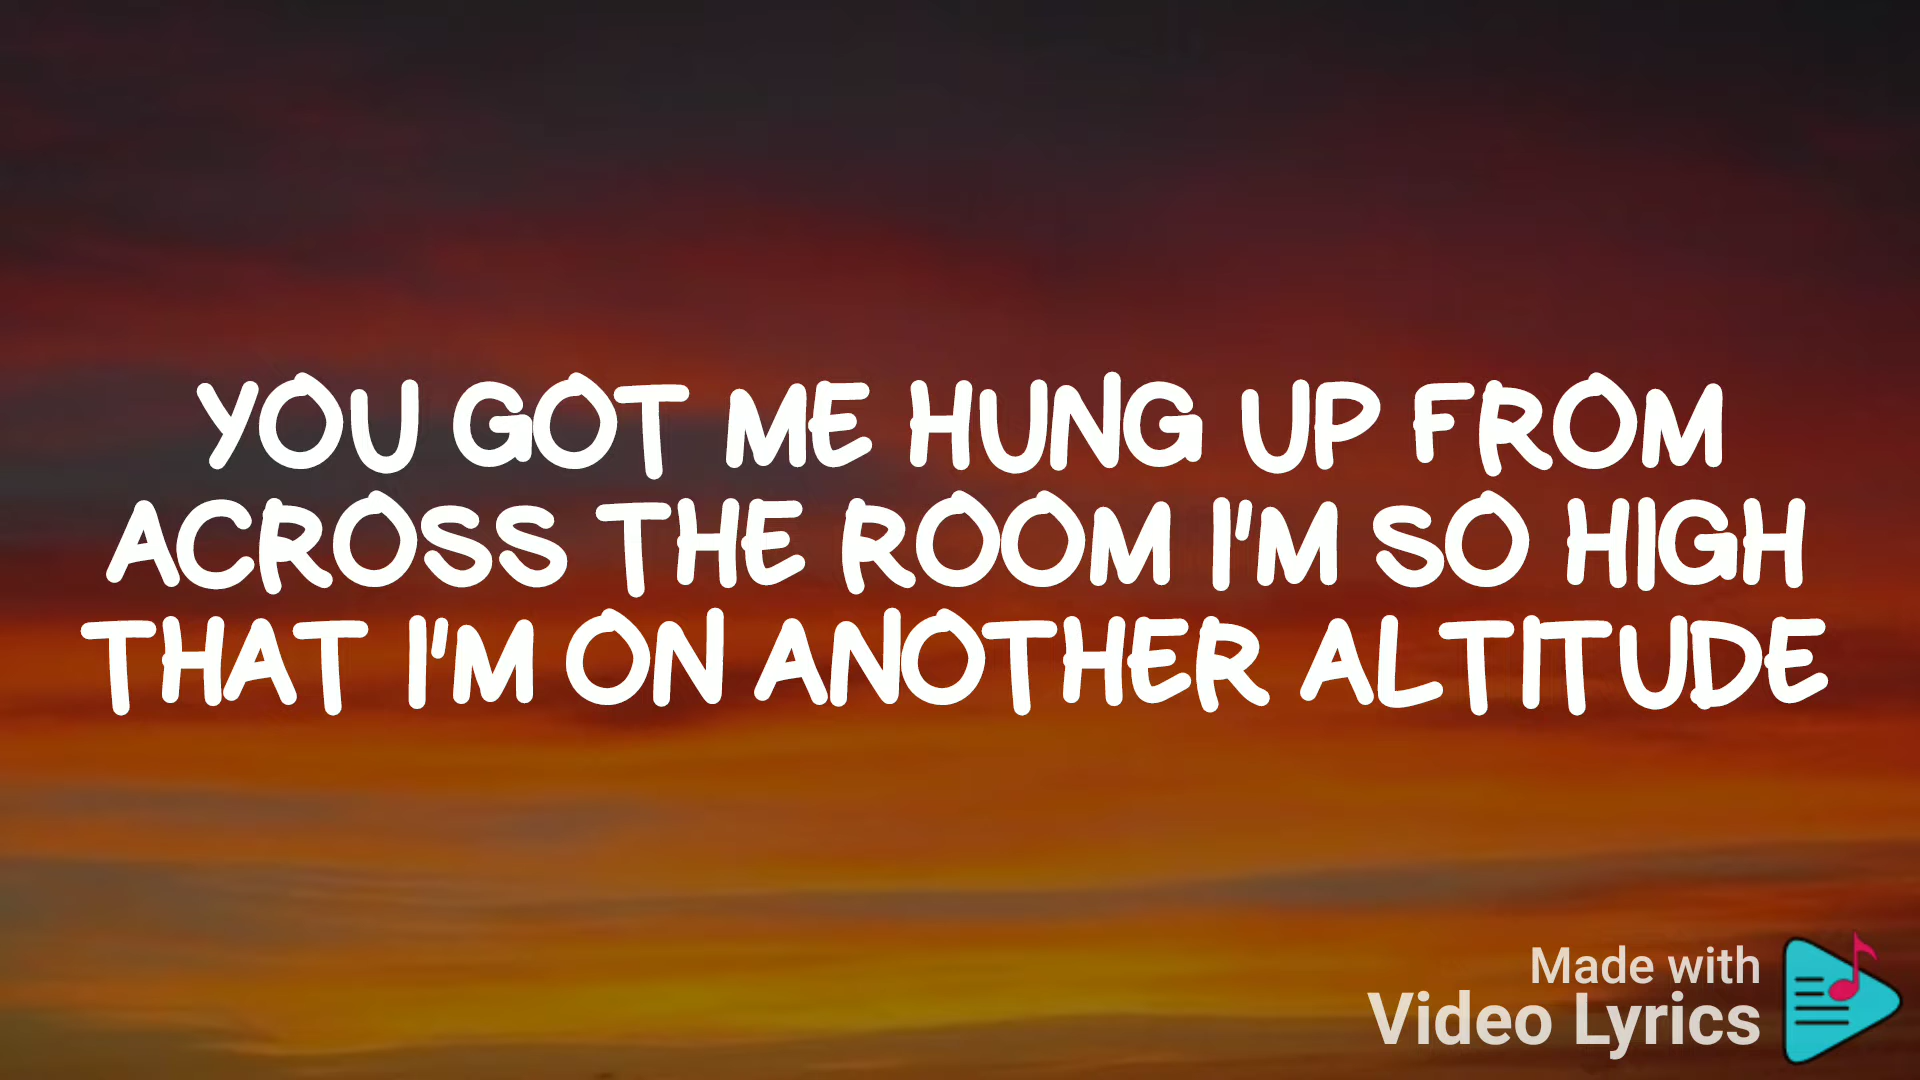 YOU GOT ME HUNG UP FROM
ACROSS THE ROOM I'M SO HIGH
THAT I'M ON ANOTHER ALTITUDE
Made with
Video Lyrics